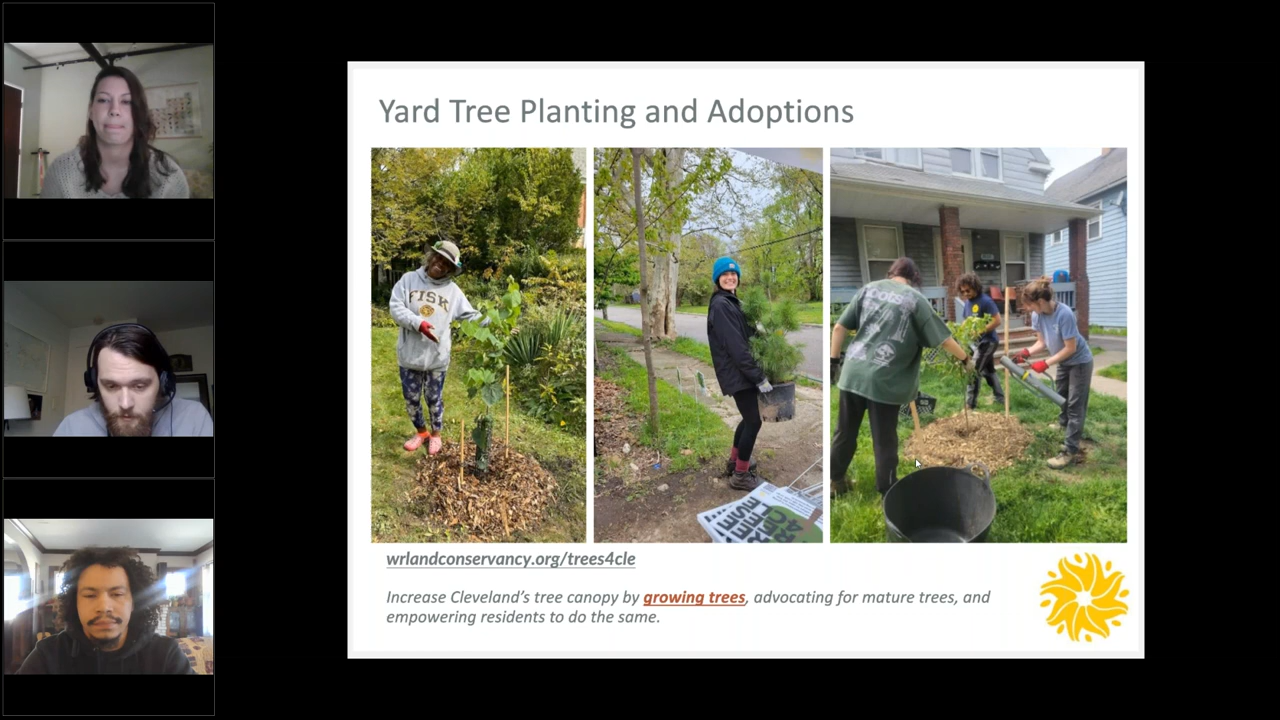 Yard Tree Planting and Adoptions
FISK
wrlandconservancy.org/trees4cle
Increase Cleveland's tree canopy by growing trees, advocating for mature trees, and
empowering residents to do the same.